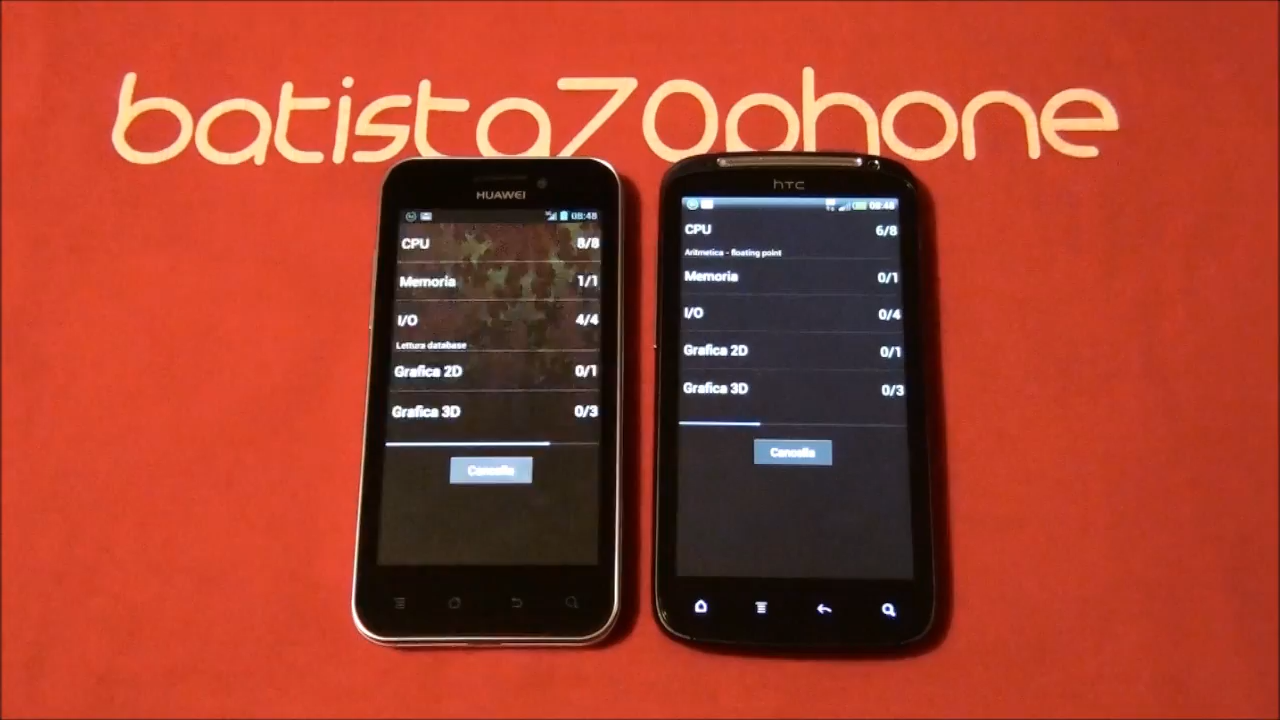 batista70phone
HUAWEI
08:48
CPU 8/8
Memoria 1/1
I/O 4/4
Lettura database
Grafica 2D 0/1
Grafica 3D 0/3
Cancella
hTC
08:48
CPU 6/8
Aritmetica - floating point
Memoria 0/1
I/O 0/4
Grafica 2D 0/1
Grafica 3D 0/3
Cancella